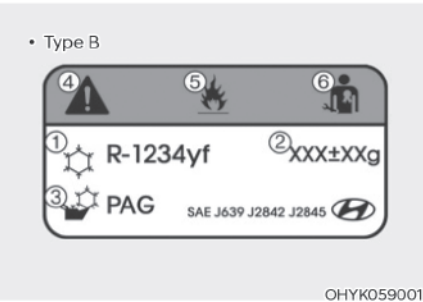 • Type B
④ ⑤ ⑥
① R-1234yf ②XXX±XXg
③ PAG SAE J639 J2842 J2845
OHYK059001